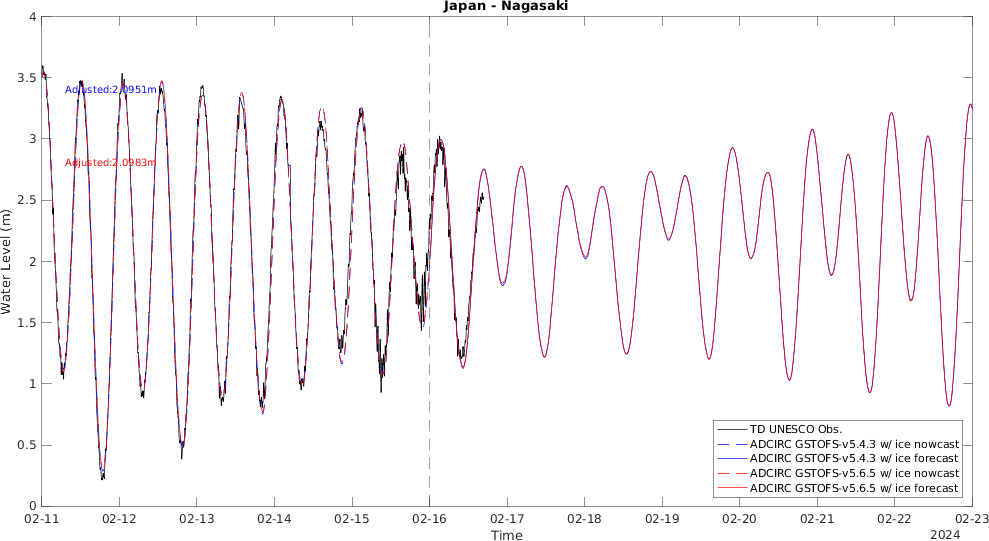 Japan - Nagasaki
4
3.5
3
2.5
2
1.5
1
0.5
0
Water Level (m)
Adjusted:2.0951m
Adjusted:2.0983m
TD UNESCO Obs.
ADCIRC GSTOFS-v5.4.3 w/ ice nowcast
ADCIRC GSTOFS-v5.4.3 w/ ice forecast
ADCIRC GSTOFS-v5.6.5 w/ ice nowcast
ADCIRC GSTOFS-v5.6.5 w/ ice forecast
02-11 02-12 02-13 02-14 02-15 02-16 02-17 02-18 02-19 02-20 02-21 02-22 02-23
Time
2024